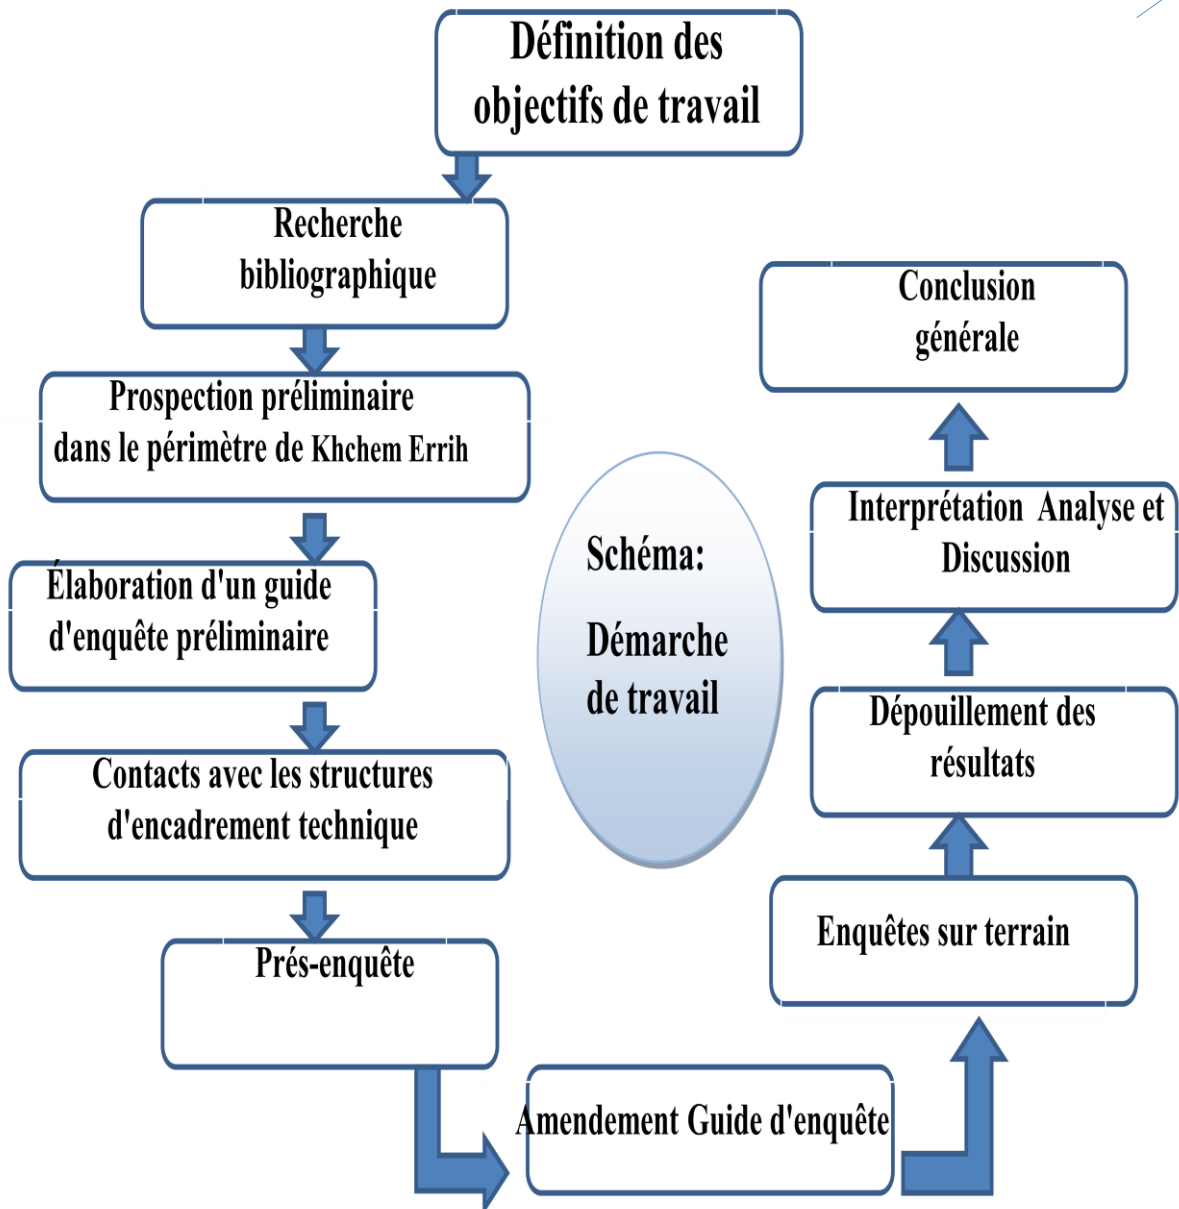 Définition des
objectifs de travail
Recherche
bibliographique
Prospection préliminaire
dans le périmètre de Khchem Errih
Élaboration d'un guide
d'enquête préliminaire
Contacts avec les structures
d'encadrement technique
Prés-enquête
Amendement Guide d'enquête
Enquêtes sur terrain
Dépouillement des
résultats
Interprétation Analyse et
Discussion
Conclusion
générale
Schéma:
Démarche
de travail